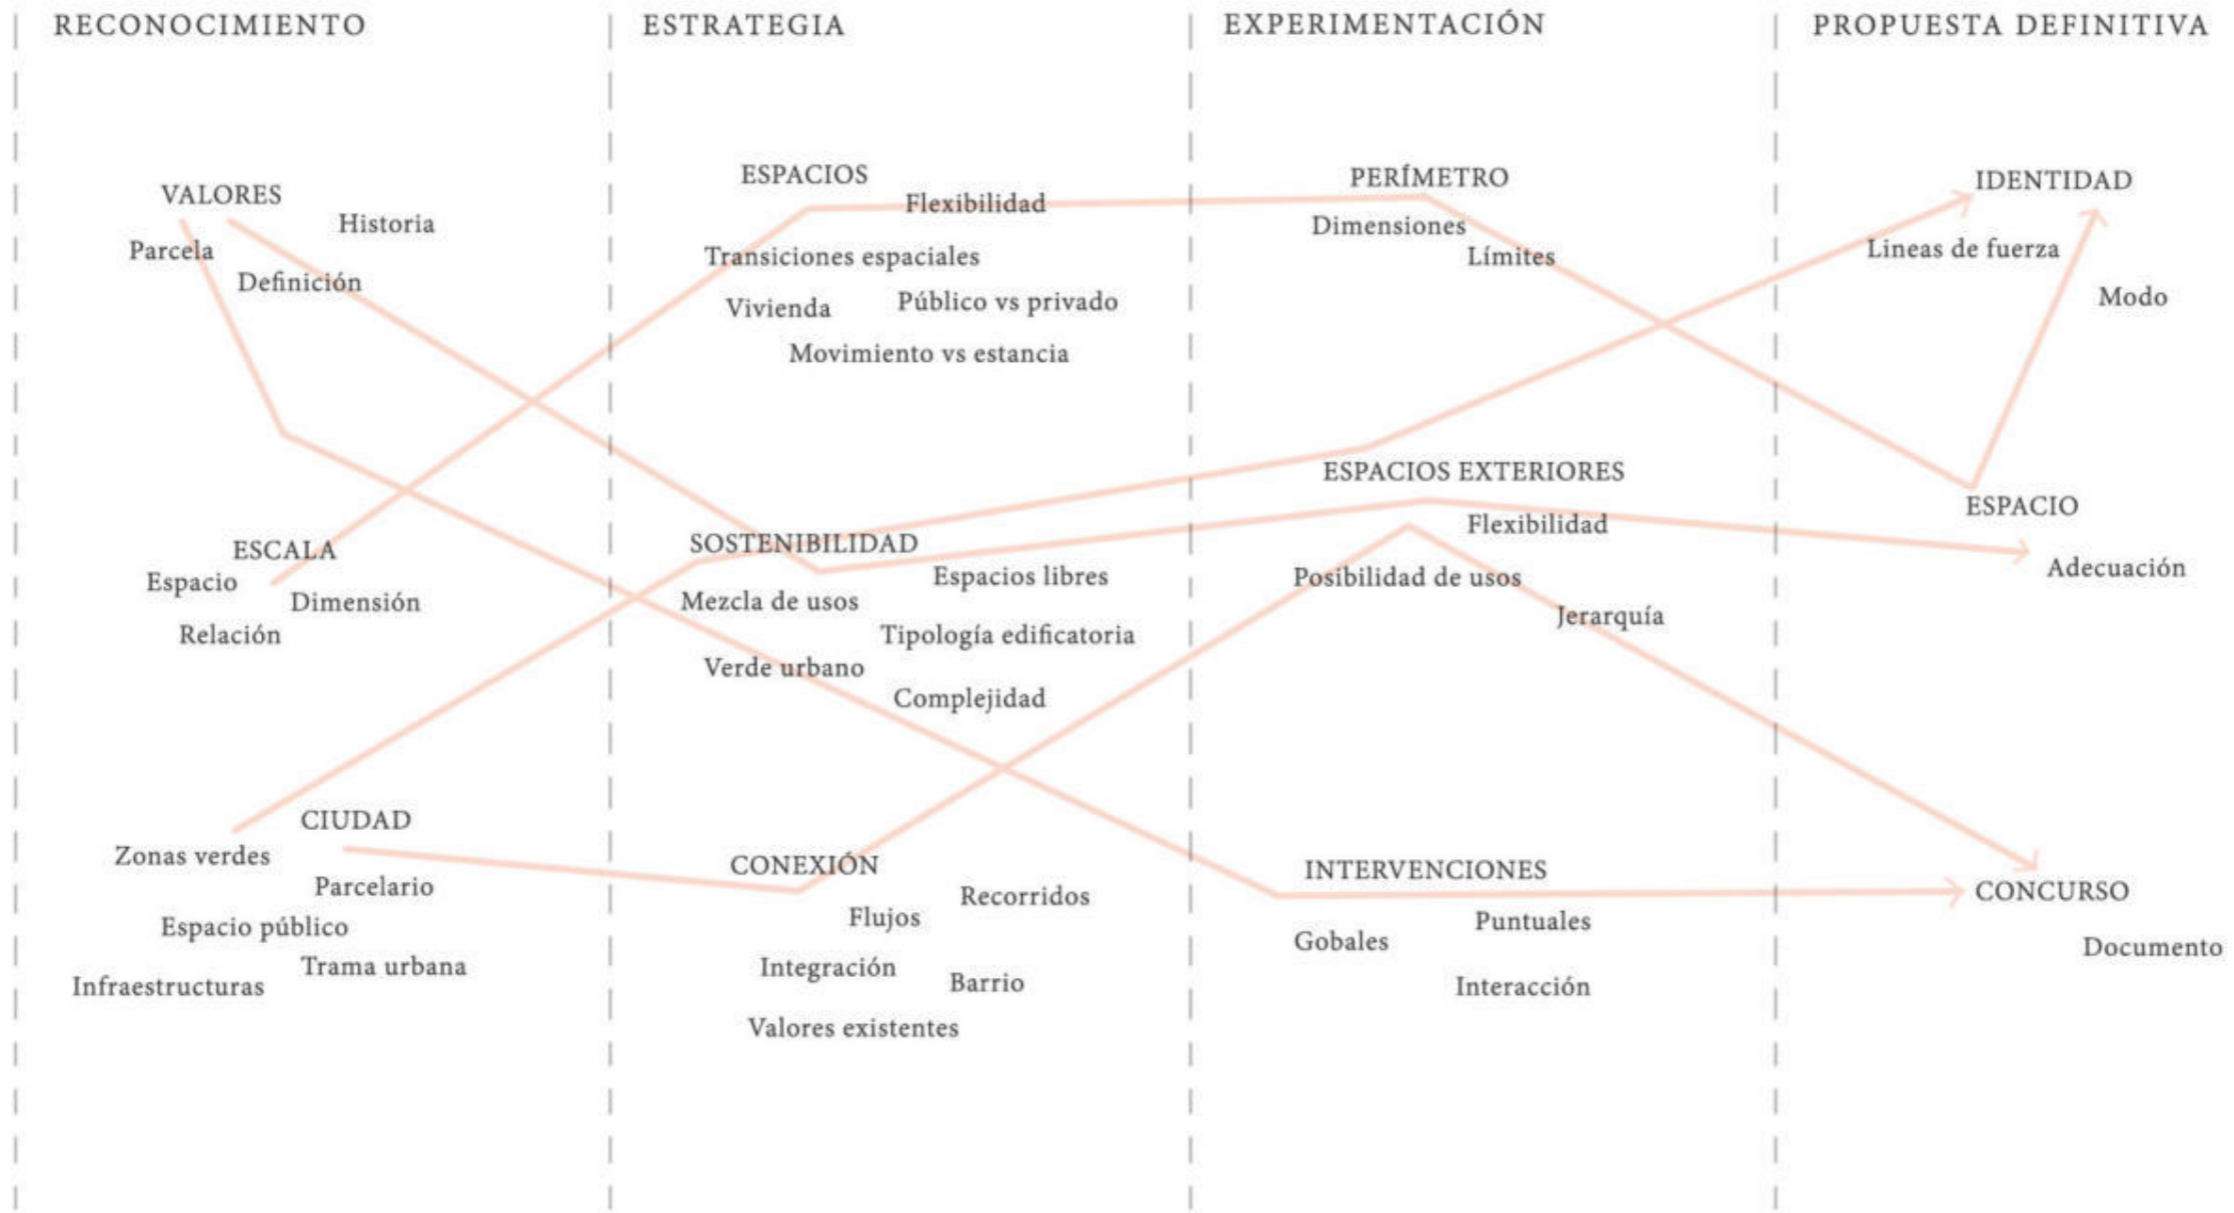 RECONOCIMIENTO
VALORES
Historia
Parcela
Definición
ESCALA
Espacio
Dimensión
Relación
CIUDAD
Zonas verdes
Parcelario
Espacio público
Trama urbana
Infraestructuras
ESTRATEGIA
ESPACIOS
Flexibilidad
Transiciones espaciales
Vivienda
Público vs privado
Movimiento vs estancia
SOSTENIBILIDAD
Espacios libres
Mezcla de usos
Tipología edificatoria
Verde urbano
Complejidad
CONEXIÓN
Recorridos
Flujos
Integración
Barrio
Valores existentes
EXPERIMENTACIÓN
PERÍMETRO
Dimensiones
Límites
ESPACIOS EXTERIORES
Flexibilidad
Posibilidad de usos
Jerarquía
INTERVENCIONES
Puntuales
Gobales
Interacción
PROPUESTA DEFINITIVA
IDENTIDAD
Lineas de fuerza
Modo
ESPACIO
Adecuación
CONCURSO
Documento